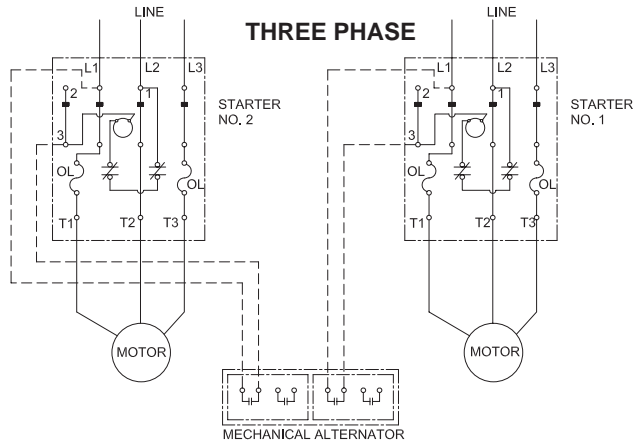 LINE
LINE
THREE PHASE
L1 L2 L3
L1 L2 L3
2 1
2 1
STARTER
NO. 2
STARTER
NO. 1
3
3
OL OL
OL OL
T1 T2 T3
T1 T2 T3
MOTOR
MOTOR
MECHANICAL ALTERNATOR